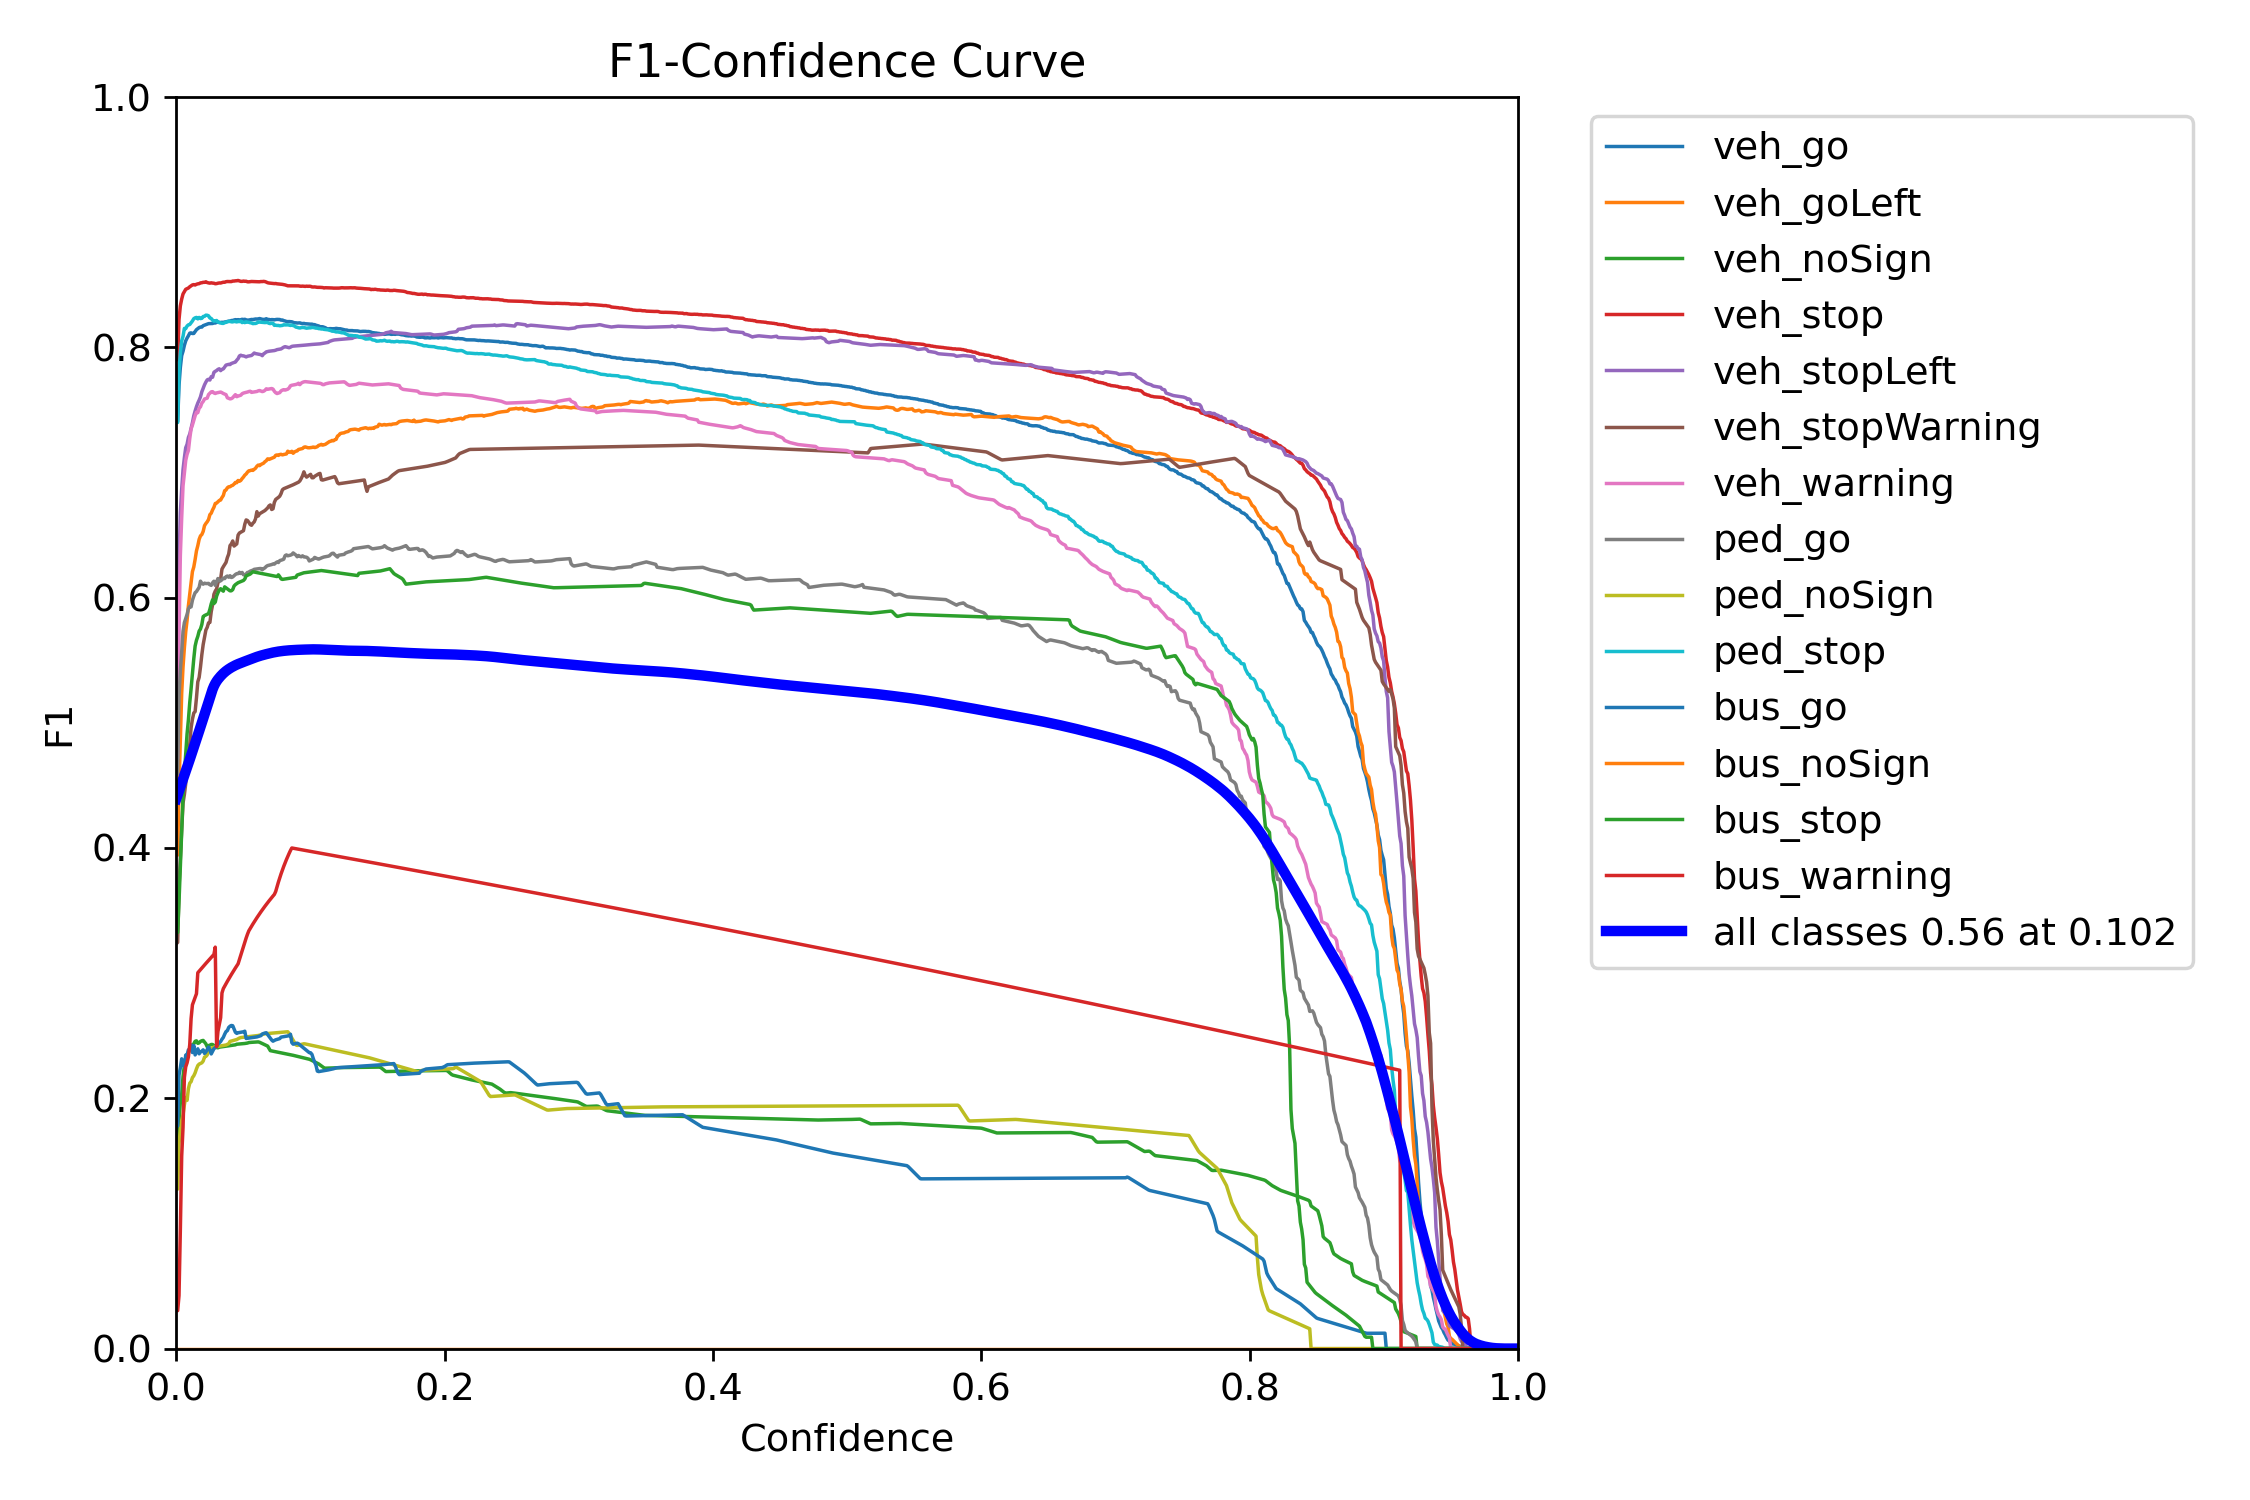 F1-Confidence Curve
1.0
0.8
0.6
0.4
0.2
0.0
F1
0.0 0.2 0.4 0.6 0.8 1.0
Confidence
veh_go
veh_goLeft
veh_noSign
veh_stop
veh_stopLeft
veh_stopWarning
veh_warning
ped_go
ped_noSign
ped_stop
bus_go
bus_noSign
bus_stop
bus_warning
all classes 0.56 at 0.102